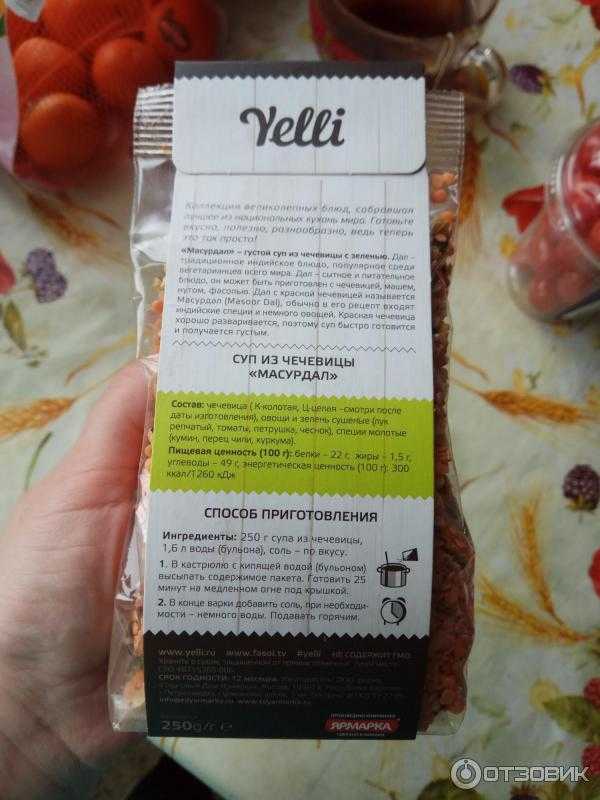 Yelli
Коллекция великолепных блюд, собравшая
лучшее из национальных кухонь мира. Готовьте
вкусно, полезно, разнообразно, ведь теперь
это так просто!
«Масурдал» – густой суп из чечевицы с зеленью. Дал –
традиционное индийское блюдо, популярное среди
вегетарианцев всего мира. Дал – сытное и питательное
блюдо, он может быть приготовлен с чечевицей, машем,
нутом, фасолью. Дал с красной чечевицей называется
Масурдал (Masoor Dal), обычно в его рецепт входят
индийские специи и немного овощей. Красная чечевица
хорошо разваривается, поэтому суп быстро готовится
и получается густым.
СУП ИЗ ЧЕЧЕВИЦЫ
«МАСУРДАЛ»
Состав: чечевица ( К-колотая, Ц-целая –смотри после
даты изготовления), овощи и зелень сушеные (лук
репчатый, томаты, петрушка, чеснок), специи молотые
(кумин, перец чили, куркума).
Пищевая ценность (100 г): белки – 22 г, жиры – 1,5 г,
углеводы – 49 г, энергетическая ценность (100 г): 300
ккал/1260 кДж
СПОСОБ ПРИГОТОВЛЕНИЯ
Ингредиенты: 250 г супа из чечевицы,
1,6 л воды (бульона), соль – по вкусу.
1. В кастрюлю с кипящей водой (бульоном)
высыпать содержимое пакета. Готовить 25
минут на медленном огне под крышкой.
2. В конце варки добавить соль, при необходи-
мости – немного воды. Подавать горячим.
www.yelli.ru www.fasol.tv #yelli НЕ СОДЕРЖИТ ГМО
СРОК ГОДНОСТИ: 12 месяцев.
250g/г e
ЯРМАРКА
ОТЗОВИК